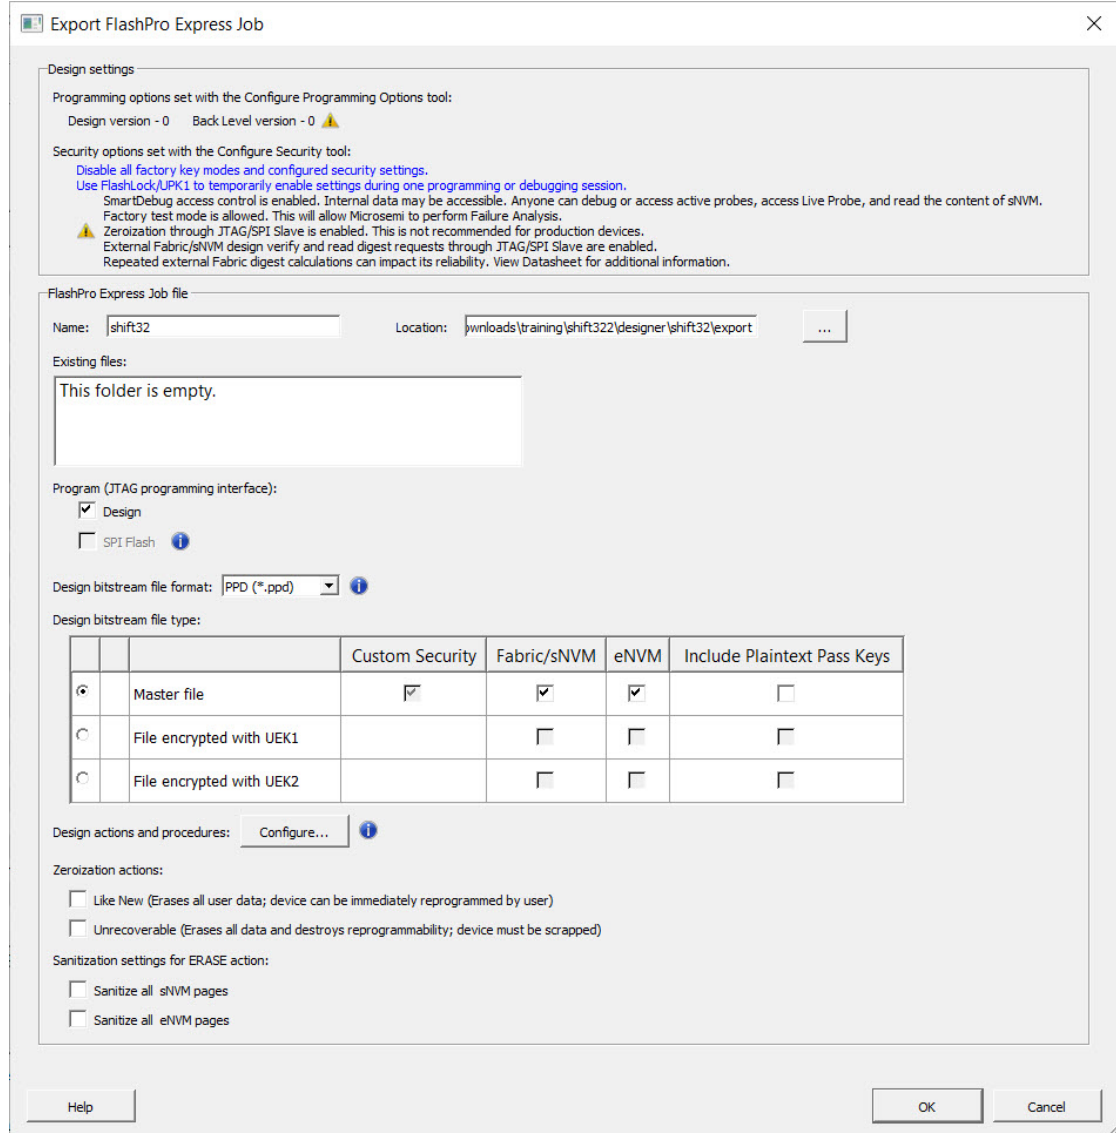 Export FlashPro Express Job
Design settings
Programming options set with the Configure Programming Options tool:
Design version - 0 Back Level version - 0
Security options set with the Configure Security tool:
Disable all factory key modes and configured security settings.
Use FlashLock/UPK1 to temporarily enable settings during one programming or debugging session.
SmartDebug access control is enabled. Internal data may be accessible. Anyone can debug or access active probes, access Live Probe, and read the content of sNVM.
Factory test mode is allowed. This will allow Microsemi to perform Failure Analysis.
Zeroization through JTAG/SPI Slave is enabled. This is not recommended for production devices.
External Fabric/sNVM design verify and read digest requests through JTAG/SPI Slave are enabled.
Repeated external Fabric digest calculations can impact its reliability. View Datasheet for additional information.
FlashPro Express Job file
Name: shift32 Location: ownloads\training\shift322\designer\shift32\export ...
Existing files:
This folder is empty.
Program (JTAG programming interface):
Design
SPI Flash
Design bitstream file format: PPD (*.ppd)
Design bitstream file type:
Custom Security Fabric/sNVM eNVM Include Plaintext Pass Keys
Master file
File encrypted with UEK1
File encrypted with UEK2
Design actions and procedures: Configure...
Zeroization actions:
Like New (Erases all user data; device can be immediately reprogrammed by user)
Unrecoverable (Erases all data and destroys reprogrammability; device must be scrapped)
Sanitization settings for ERASE action:
Sanitize all sNVM pages
Sanitize all eNVM pages
Help OK Cancel